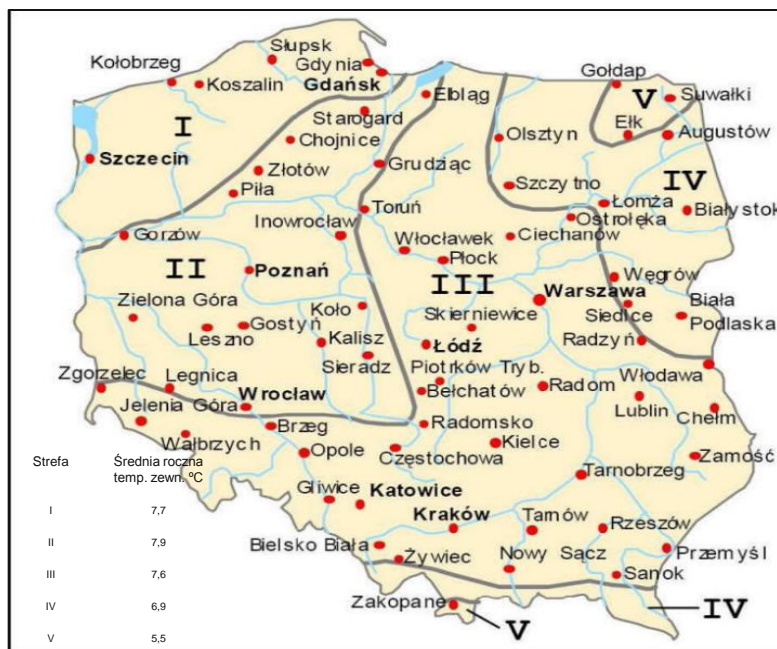 Słupsk
Kołobrzeg
Gdynia
Koszalin
Gdańsk
Gołdap
Elbląg
V
Suwałki
I
Starogard
Chojnice
Olsztyn
Ełk
Augustów
Szczecin
Grudziąc
Złotów
Szczytno
IV
Piła
Toruń
Łomża
Białystok
Inowrocław
Ostrołęka
Gorzów
Włocławek
Ciechanów
II
Poznań
Płock
III
Węgrów
Zielona Góra
Koło
Warszawa
Biała
Skierniewice
Siedlce
Podlaska
Gostyń
Leszno
Kalisz
Łódź
Radzyń
Zgorzelec
Legnica
Sieradz
Piotrków Tryb.
Włodawa
Wrocław
Bełchatów
Radom
Jelenia Góra
Lublin
Chełm
Brzeg
Radomsko
Wałbrzych
Kielce
Opole
Częstochowa
Zamość
Strefa Średnia roczna
temp. zewn. ºC
Tarnobrzeg
Gliwice
Katowice
I 7,7
Kraków
Tarnów
Rzeszów
II 7,9
Bielsko Biała
Żywiec
Nowy Sącz
Przemyśl
III 7,6
Sanok
Zakopane
IV 6,9
V
IV
V 5,5